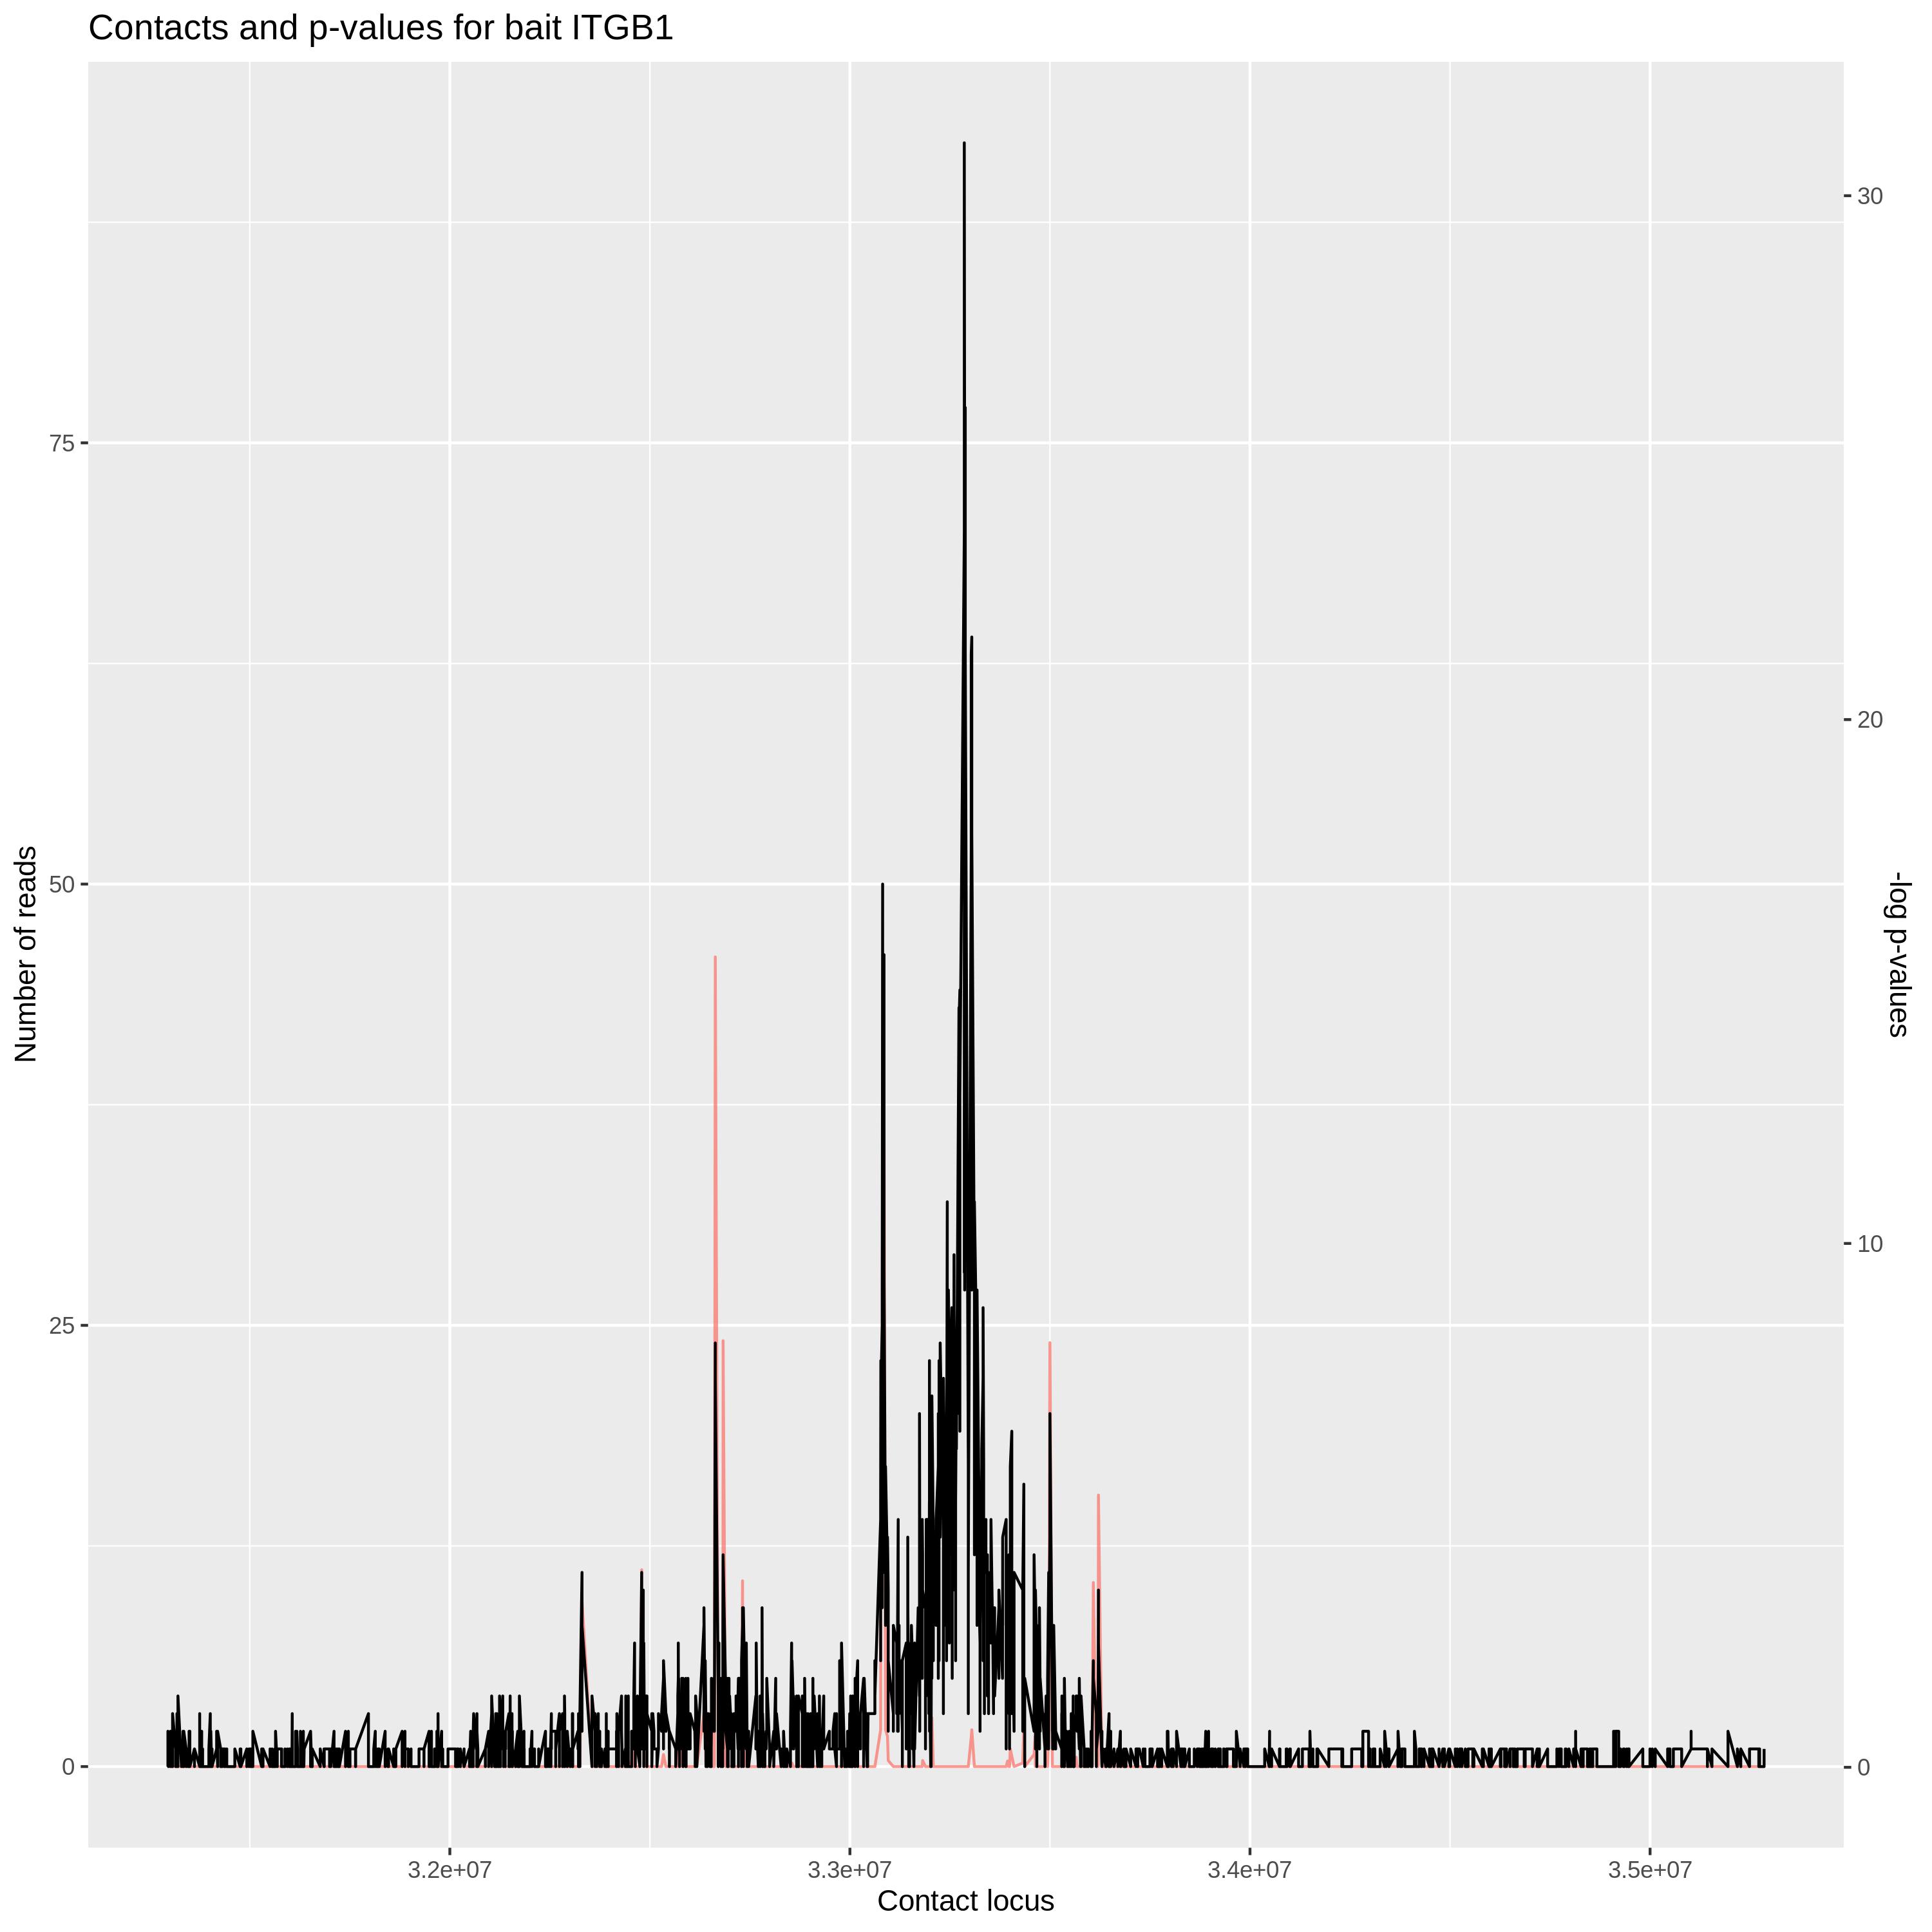 Contacts and p-values for bait ITGB1
30
75
20
Number of reads
50
-log p-values
10
25
0
0
3.2e+07
3.3e+07
3.4e+07
3.5e+07
Contact locus